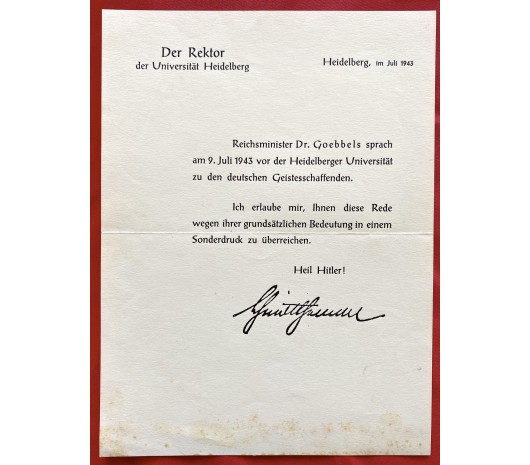 Der Rektor
der Universität Heidelberg
Heidelberg, im Juli 1943
Reichsminister Dr. Goebbels sprach
am 9. Juli 1943 vor der Heidelberger Universität
zu den deutschen Geistesschaffenden.
Ich erlaube mir, Ihnen diese Rede
wegen ihrer grundsätzlichen Bedeutung in einem
Sonderdruck zu überreichen.
Heil Hitler!